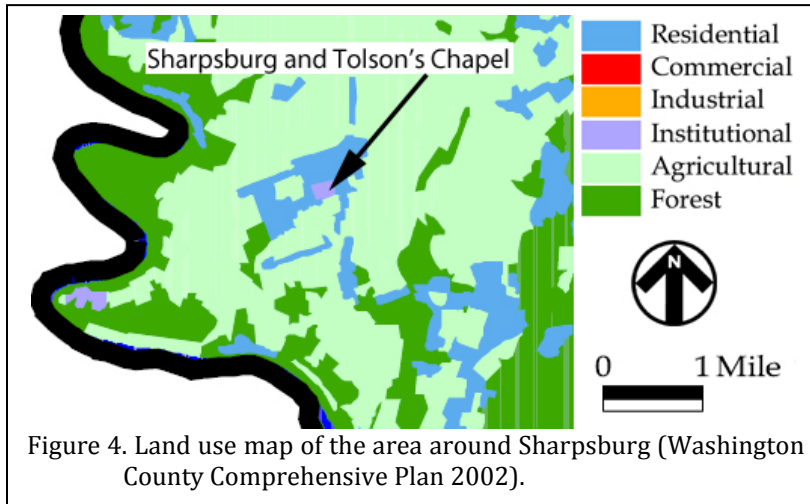 Sharpsburg and Tolson's Chapel
Residential
Commercial
Industrial
Institutional
Agricultural
Forest
N
0 1 Mile
Figure 4. Land use map of the area around Sharpsburg (Washington
County Comprehensive Plan 2002).